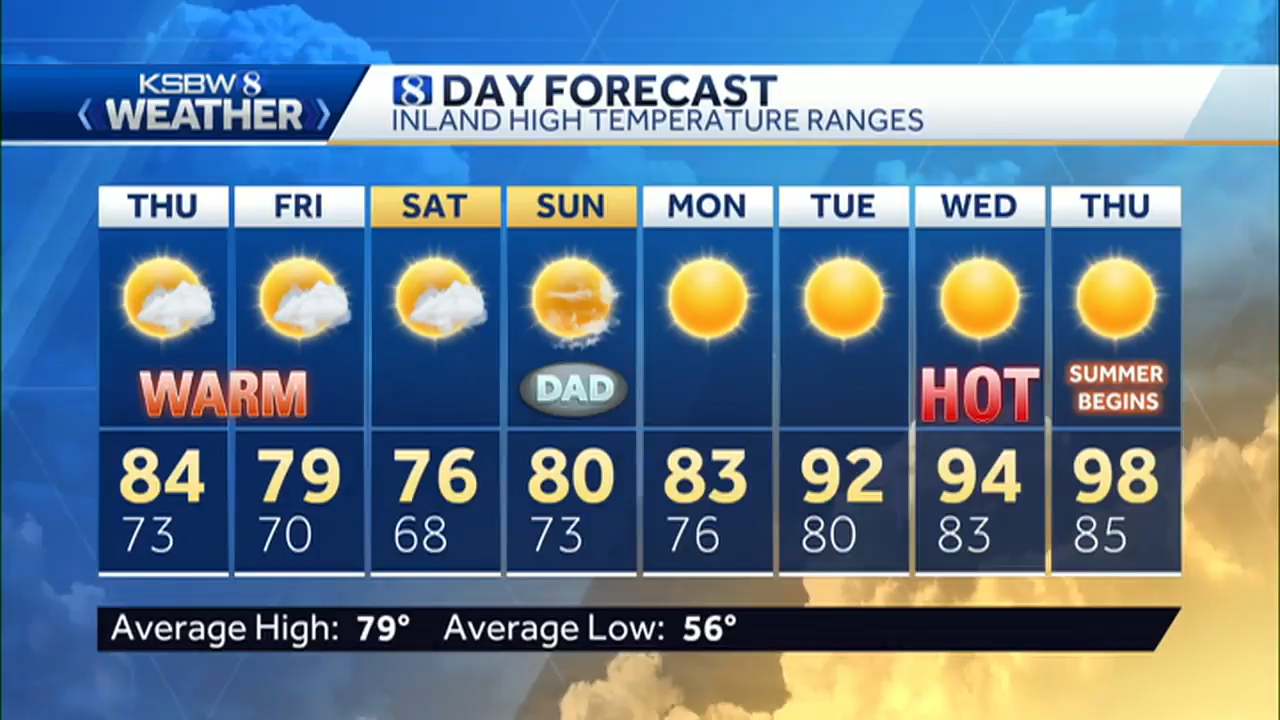 KSBW 8
WEATHER
8 DAY FORECAST
INLAND HIGH TEMPERATURE RANGES
THU FRI SAT SUN MON TUE WED THU
WARM DAD HOT SUMMER BEGINS
84 79 76 80 83 92 94 98
73 70 68 73 76 80 83 85
Average High: 79° Average Low: 56°